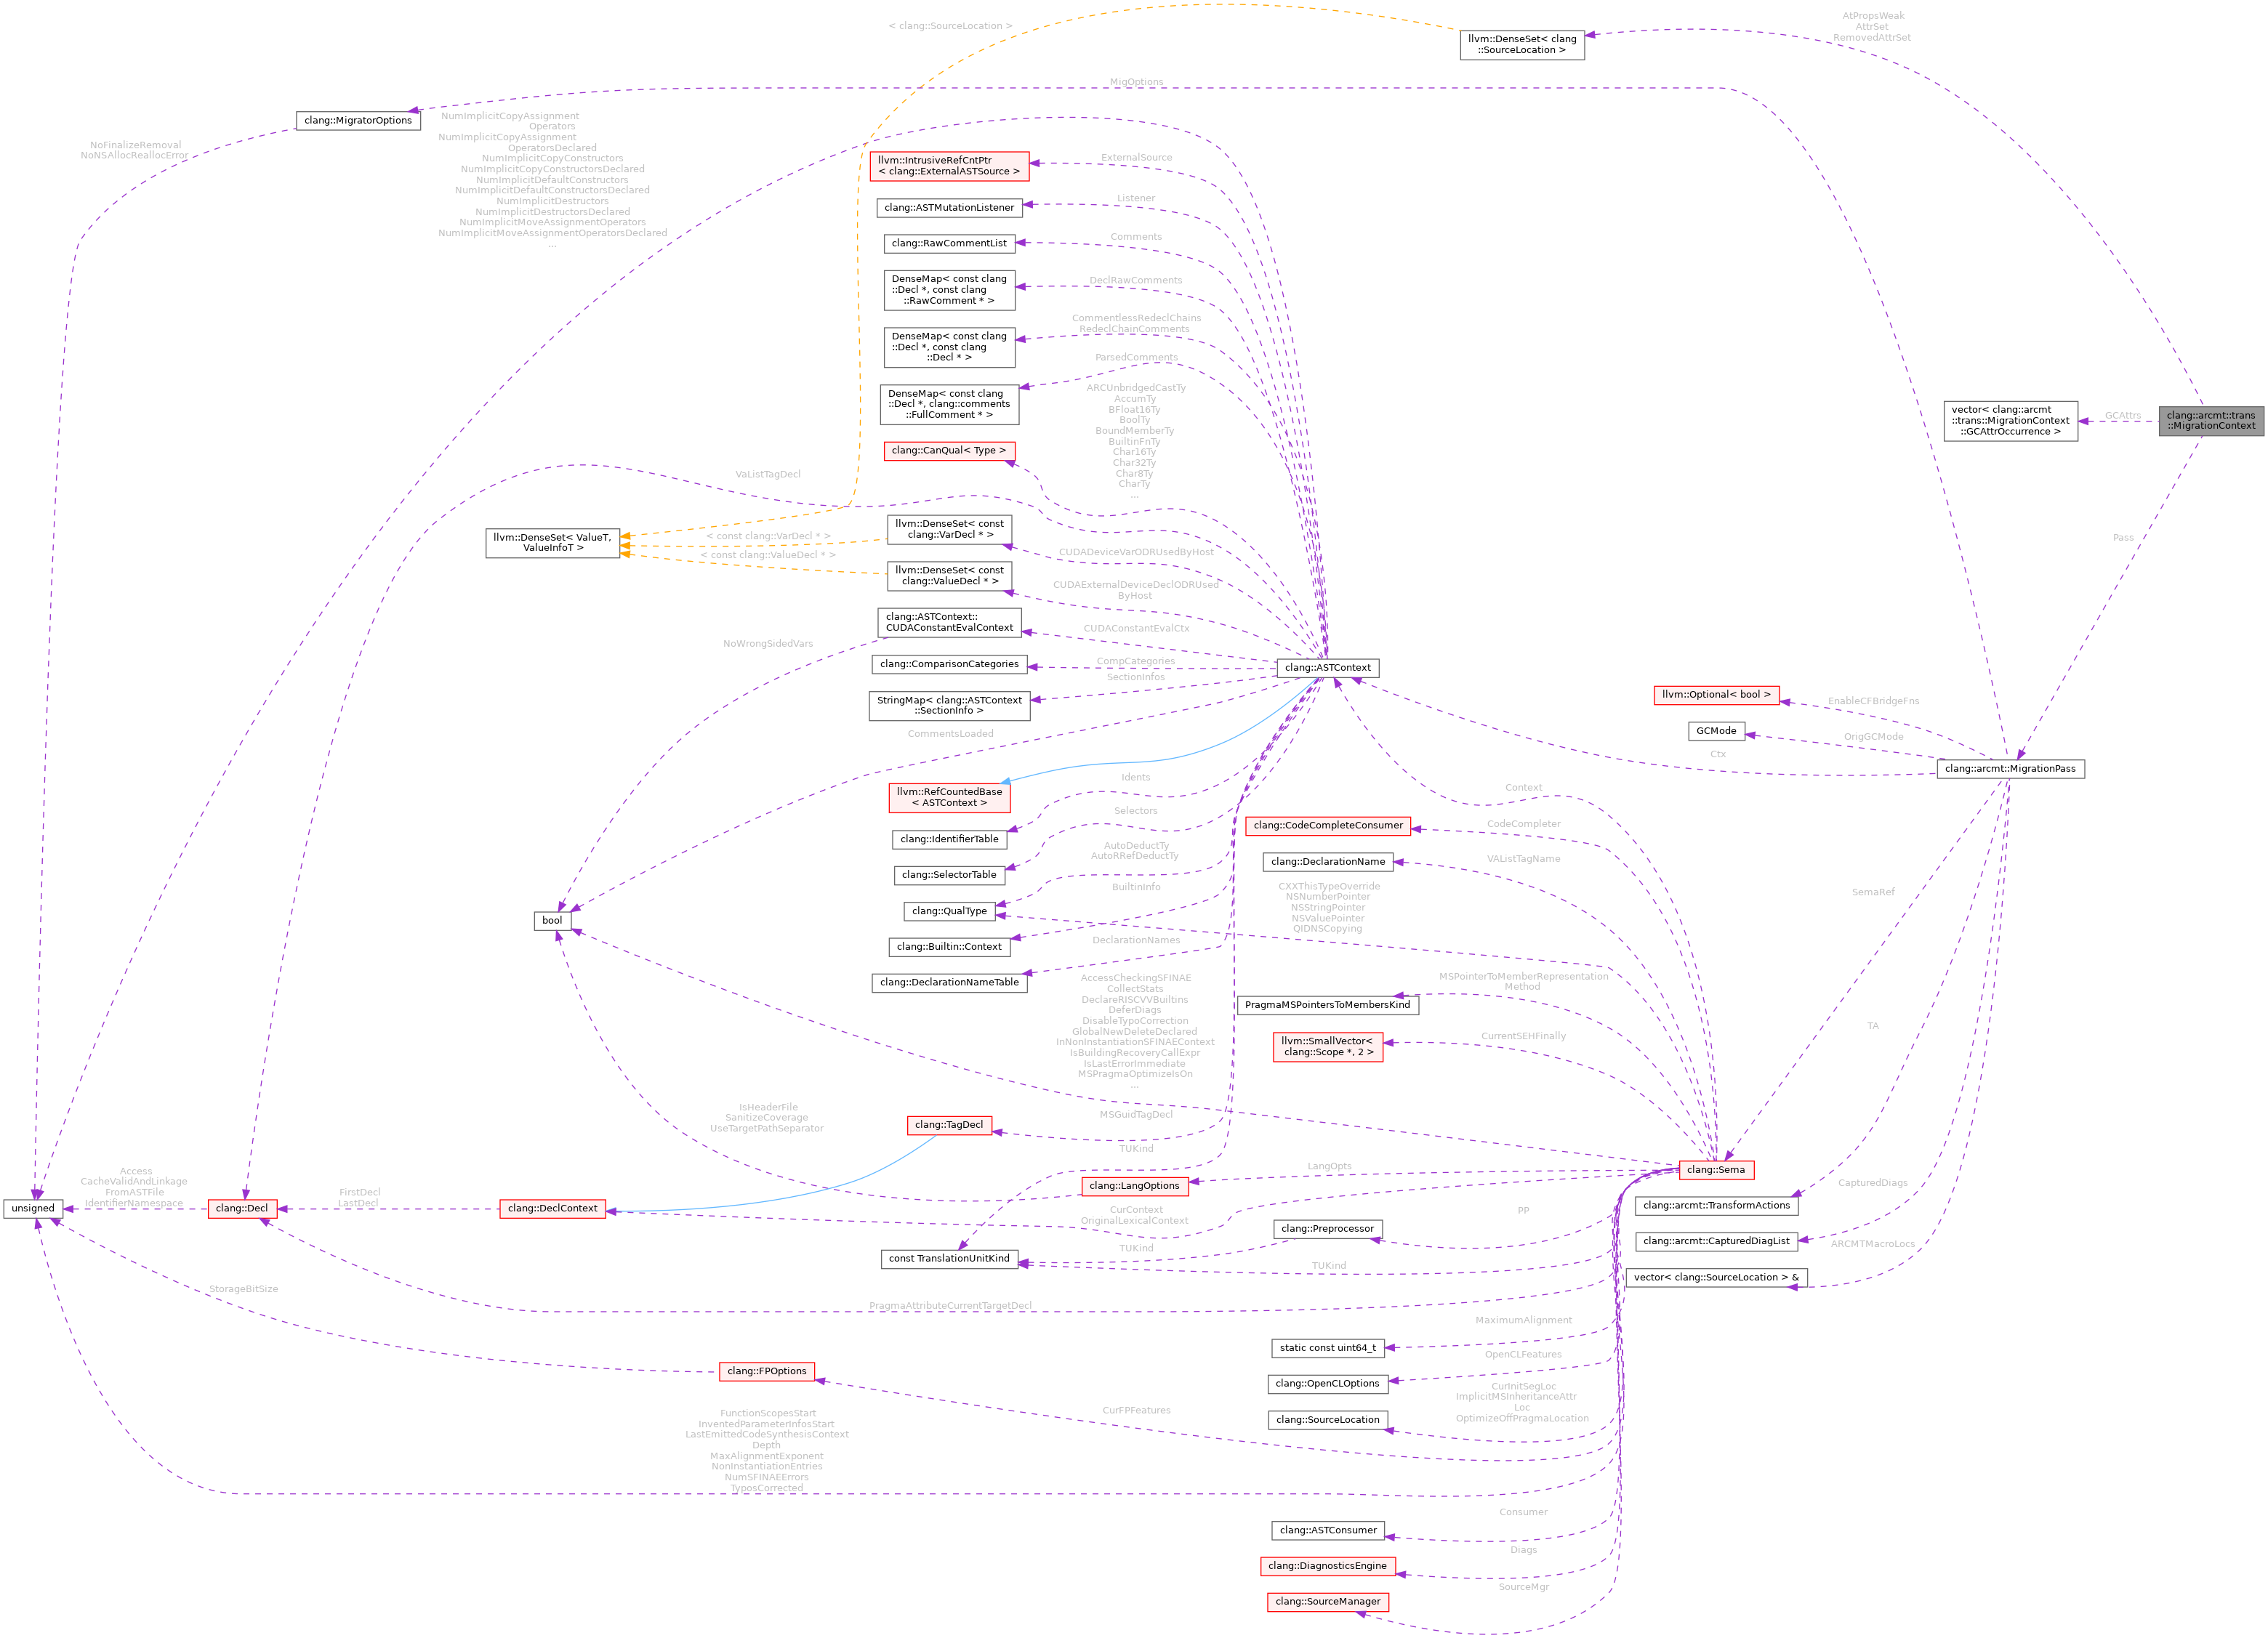 < clang::SourceLocation >
llvm::DenseSet< clang
::SourceLocation >
AtPropsWeak
AttrSet
RemovedAttrSet
MigOptions
clang::MigratorOptions
NoFinalizeRemoval
NoNSAllocReallocError
NumImplicitCopyAssignment
Operators
NumImplicitCopyAssignment
OperatorsDeclared
NumImplicitCopyConstructors
NumImplicitCopyConstructorsDeclared
NumImplicitDefaultConstructors
NumImplicitDefaultConstructorsDeclared
NumImplicitDestructors
NumImplicitDestructorsDeclared
NumImplicitMoveAssignmentOperators
NumImplicitMoveAssignmentOperatorsDeclared
...
llvm::IntrusiveRefCntPtr
< clang::ExternalASTSource >
ExternalSource
clang::ASTMutationListener
Listener
clang::RawCommentList
Comments
DenseMap< const clang
::Decl *, const clang
::RawComment * >
DeclRawComments
DenseMap< const clang
::Decl *, const clang
::Decl * >
CommentlessRedeclChains
RedeclChainComments
DenseMap< const clang
::Decl *, clang::comments
::FullComment * >
ParsedComments
clang::CanQual< Type >
ARCUnbridgedCastTy
AccumTy
BFloat16Ty
BoolTy
BoundMemberTy
BuiltinFnTy
Char16Ty
Char32Ty
Char8Ty
CharTy
...
vector< clang::arcmt
::trans::MigrationContext
::GCAttrOccurrence >
GCAttrs
clang::arcmt::trans
::MigrationContext
VaListTagDecl
llvm::DenseSet< ValueT,
ValueInfoT >
< const clang::VarDecl * >
< const clang::ValueDecl * >
llvm::DenseSet< const
clang::VarDecl * >
CUDADeviceVarODRUsedByHost
llvm::DenseSet< const
clang::ValueDecl * >
CUDAExternalDeviceDeclODRUsed
ByHost
Pass
clang::ASTContext::
CUDAConstantEvalContext
CUDAConstantEvalCtx
NoWrongSidedVars
clang::ComparisonCategories
CompCategories
clang::ASTContext
StringMap< clang::ASTContext
::SectionInfo >
SectionInfos
llvm::Optional< bool >
EnableCFBridgeFns
GCMode
OrigGCMode
CommentsLoaded
Ctx
clang::arcmt::MigrationPass
llvm::RefCountedBase
< ASTContext >
Idents
Context
clang::IdentifierTable
Selectors
clang::CodeCompleteConsumer
CodeCompleter
clang::SelectorTable
AutoDeductTy
AutoRRefDeductTy
clang::DeclarationName
VAListTagName
clang::QualType
BuiltinInfo
CXXThisTypeOverride
NSNumberPointer
NSStringPointer
NSValuePointer
QIDNSCopying
SemaRef
bool
clang::Builtin::Context
DeclarationNames
clang::DeclarationNameTable
AccessCheckingSFINAE
CollectStats
DeclareRISCVVBuiltins
DeferDiags
DisableTypoCorrection
GlobalNewDeleteDeclared
InNonInstantiationSFINAEContext
IsBuildingRecoveryCallExpr
IsLastErrorImmediate
MSPragmaOptimizeIsOn
...
PragmaMSPointersToMembersKind
MSPointerToMemberRepresentation
Method
llvm::SmallVector<
clang::Scope *, 2 >
CurrentSEHFinally
TA
IsHeaderFile
SanitizeCoverage
UseTargetPathSeparator
clang::TagDecl
MSGuidTagDecl
TUKind
LangOpts
clang::Sema
clang::LangOptions
Access
CacheValidAndLinkage
FromASTFile
IdentifierNamespace
unsigned
clang::Decl
FirstDecl
LastDecl
clang::DeclContext
CurContext
OriginalLexicalContext
CapturedDiags
clang::arcmt::TransformActions
clang::Preprocessor
PP
clang::arcmt::CapturedDiagList
ARCMTMacroLocs
const TranslationUnitKind
TUKind
TUKind
vector< clang::SourceLocation > &
StorageBitSize
PragmaAttributeCurrentTargetDecl
static const uint64_t
MaximumAlignment
clang::FPOptions
clang::OpenCLOptions
OpenCLFeatures
CurFPFeatures
clang::SourceLocation
CurInitSegLoc
ImplicitMSInheritanceAttr
Loc
OptimizeOffPragmaLocation
FunctionScopesStart
InventedParameterInfosStart
LastEmittedCodeSynthesisContext
Depth
MaxAlignmentExponent
NonInstantiationEntries
NumSFINAEErrors
TyposCorrected
clang::ASTConsumer
Consumer
clang::DiagnosticsEngine
Diags
clang::SourceManager
SourceMgr